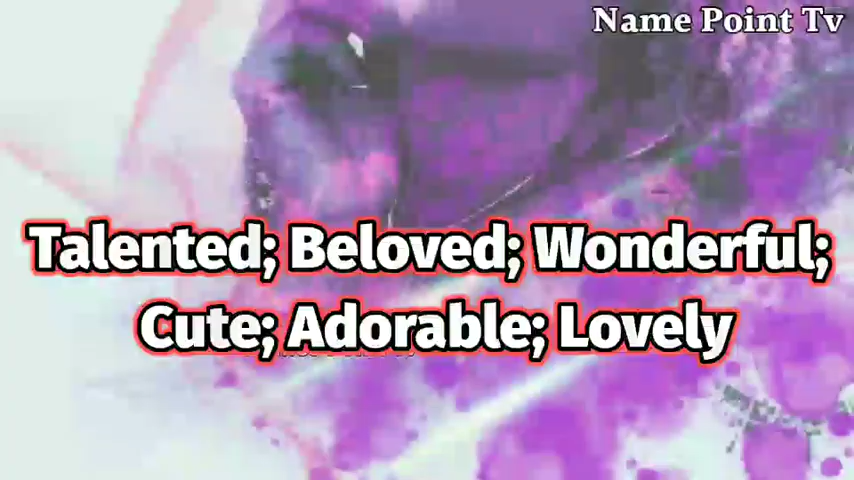 Name Point Tv
Talented; Beloved; Wonderful;
Cute; Adorable; Lovely